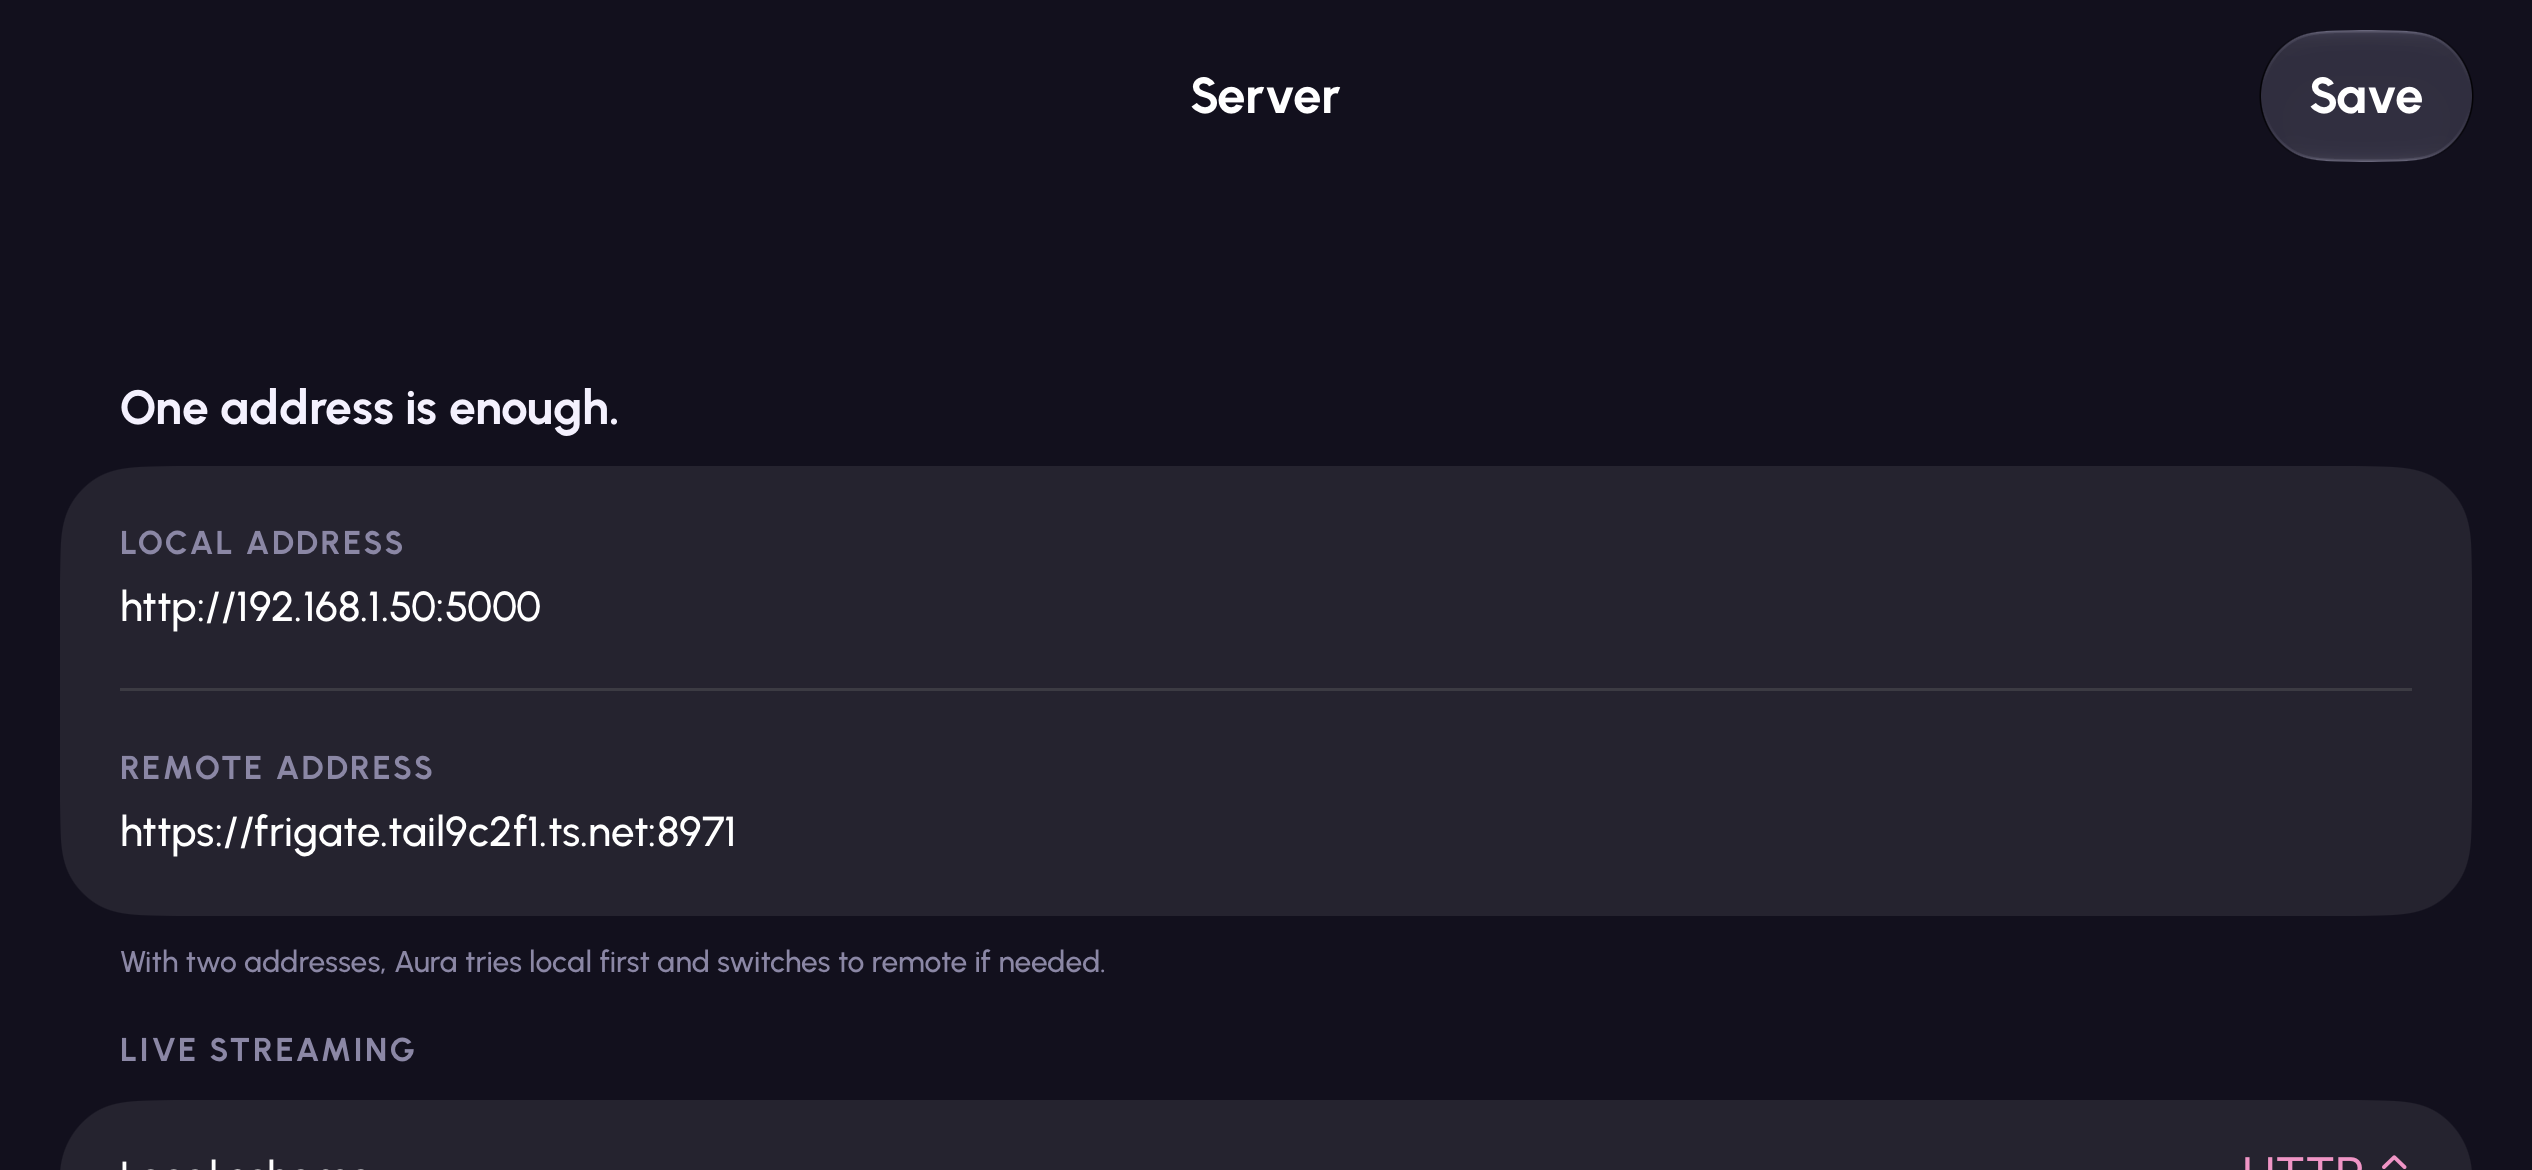 Server
Save
One address is enough.
LOCAL ADDRESS
http://192.168.1.50:5000
REMOTE ADDRESS
https://frigate.tail9c2f1.ts.net:8971
With two addresses, Aura tries local first and switches to remote if needed.
LIVE STREAMING
HTTP